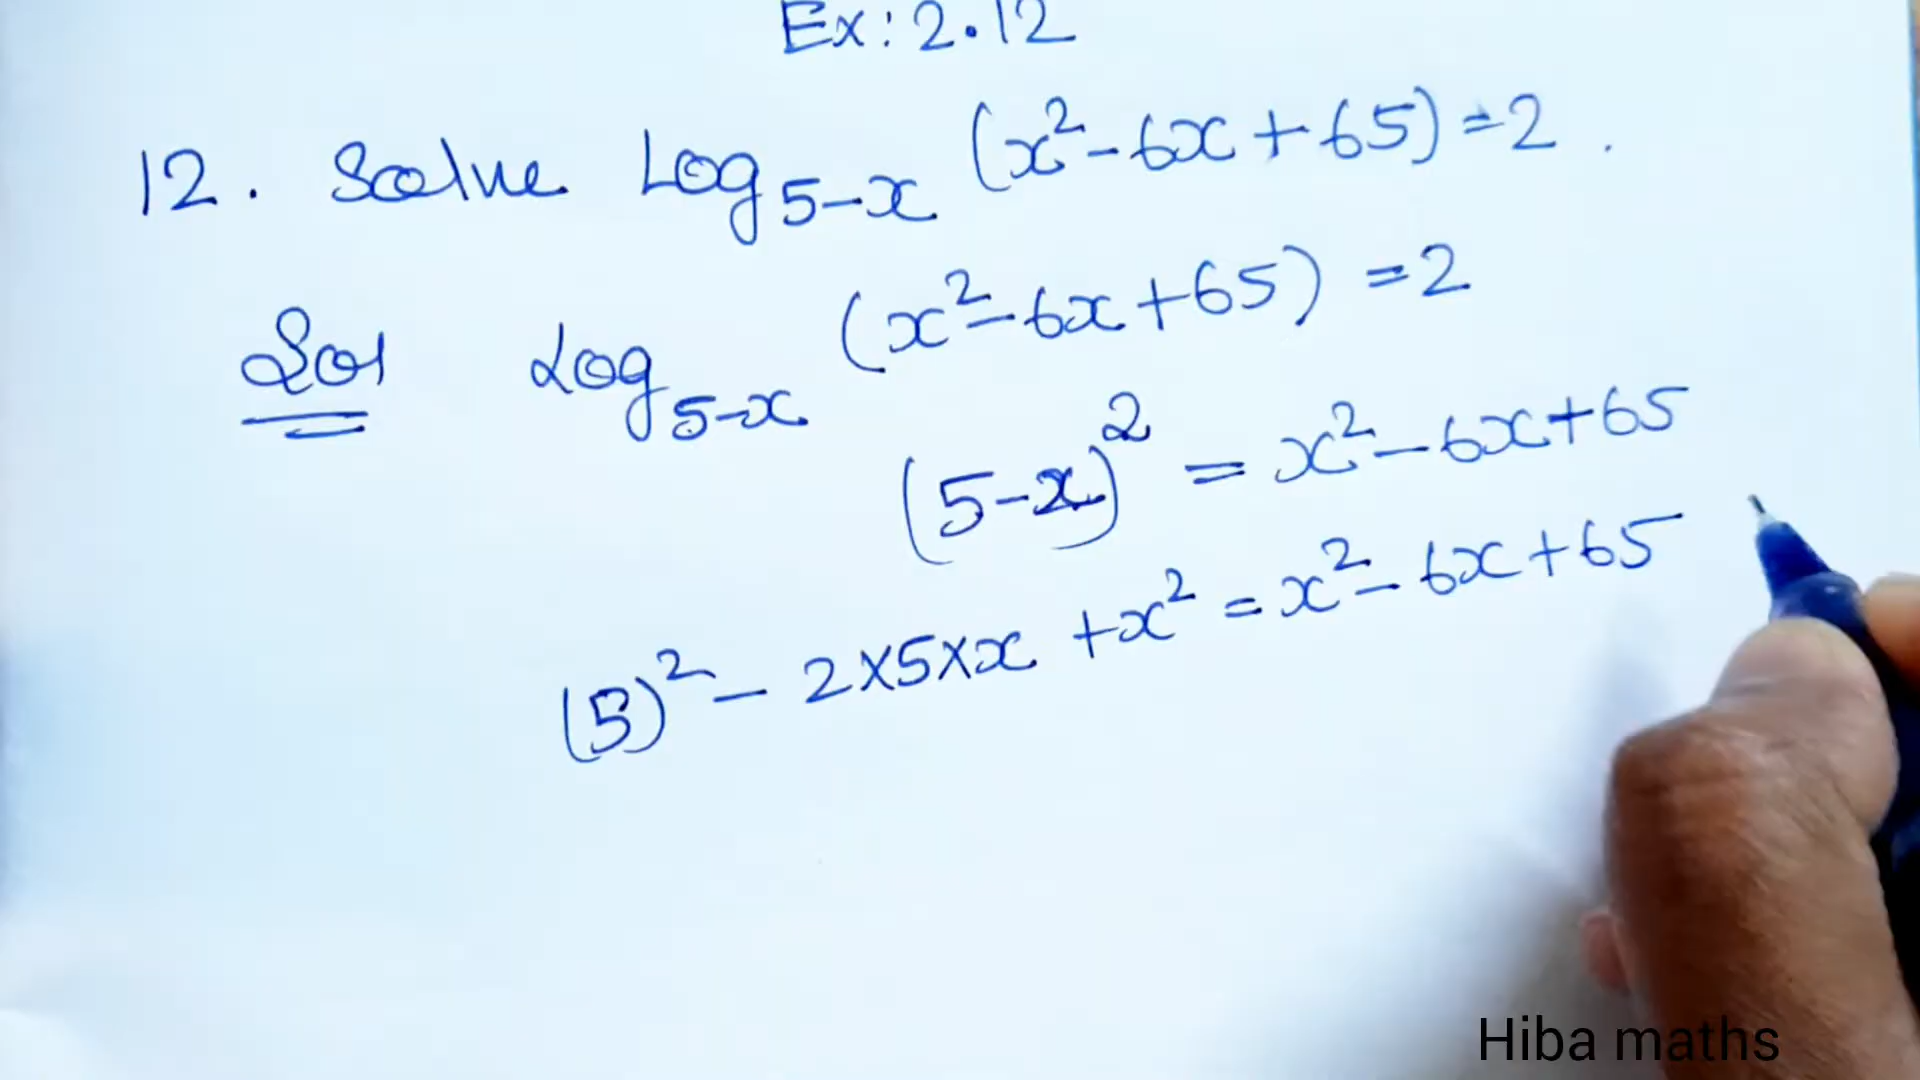 Ex: 2.12
12. Solve Log₅₋ₓ (x² - 6x + 65) = 2.
Sol Log₅₋ₓ (x² - 6x + 65) = 2
(5 - x)² = x² - 6x + 65
(5)² - 2 × 5 × x + x² = x² - 6x + 65
Hiba maths